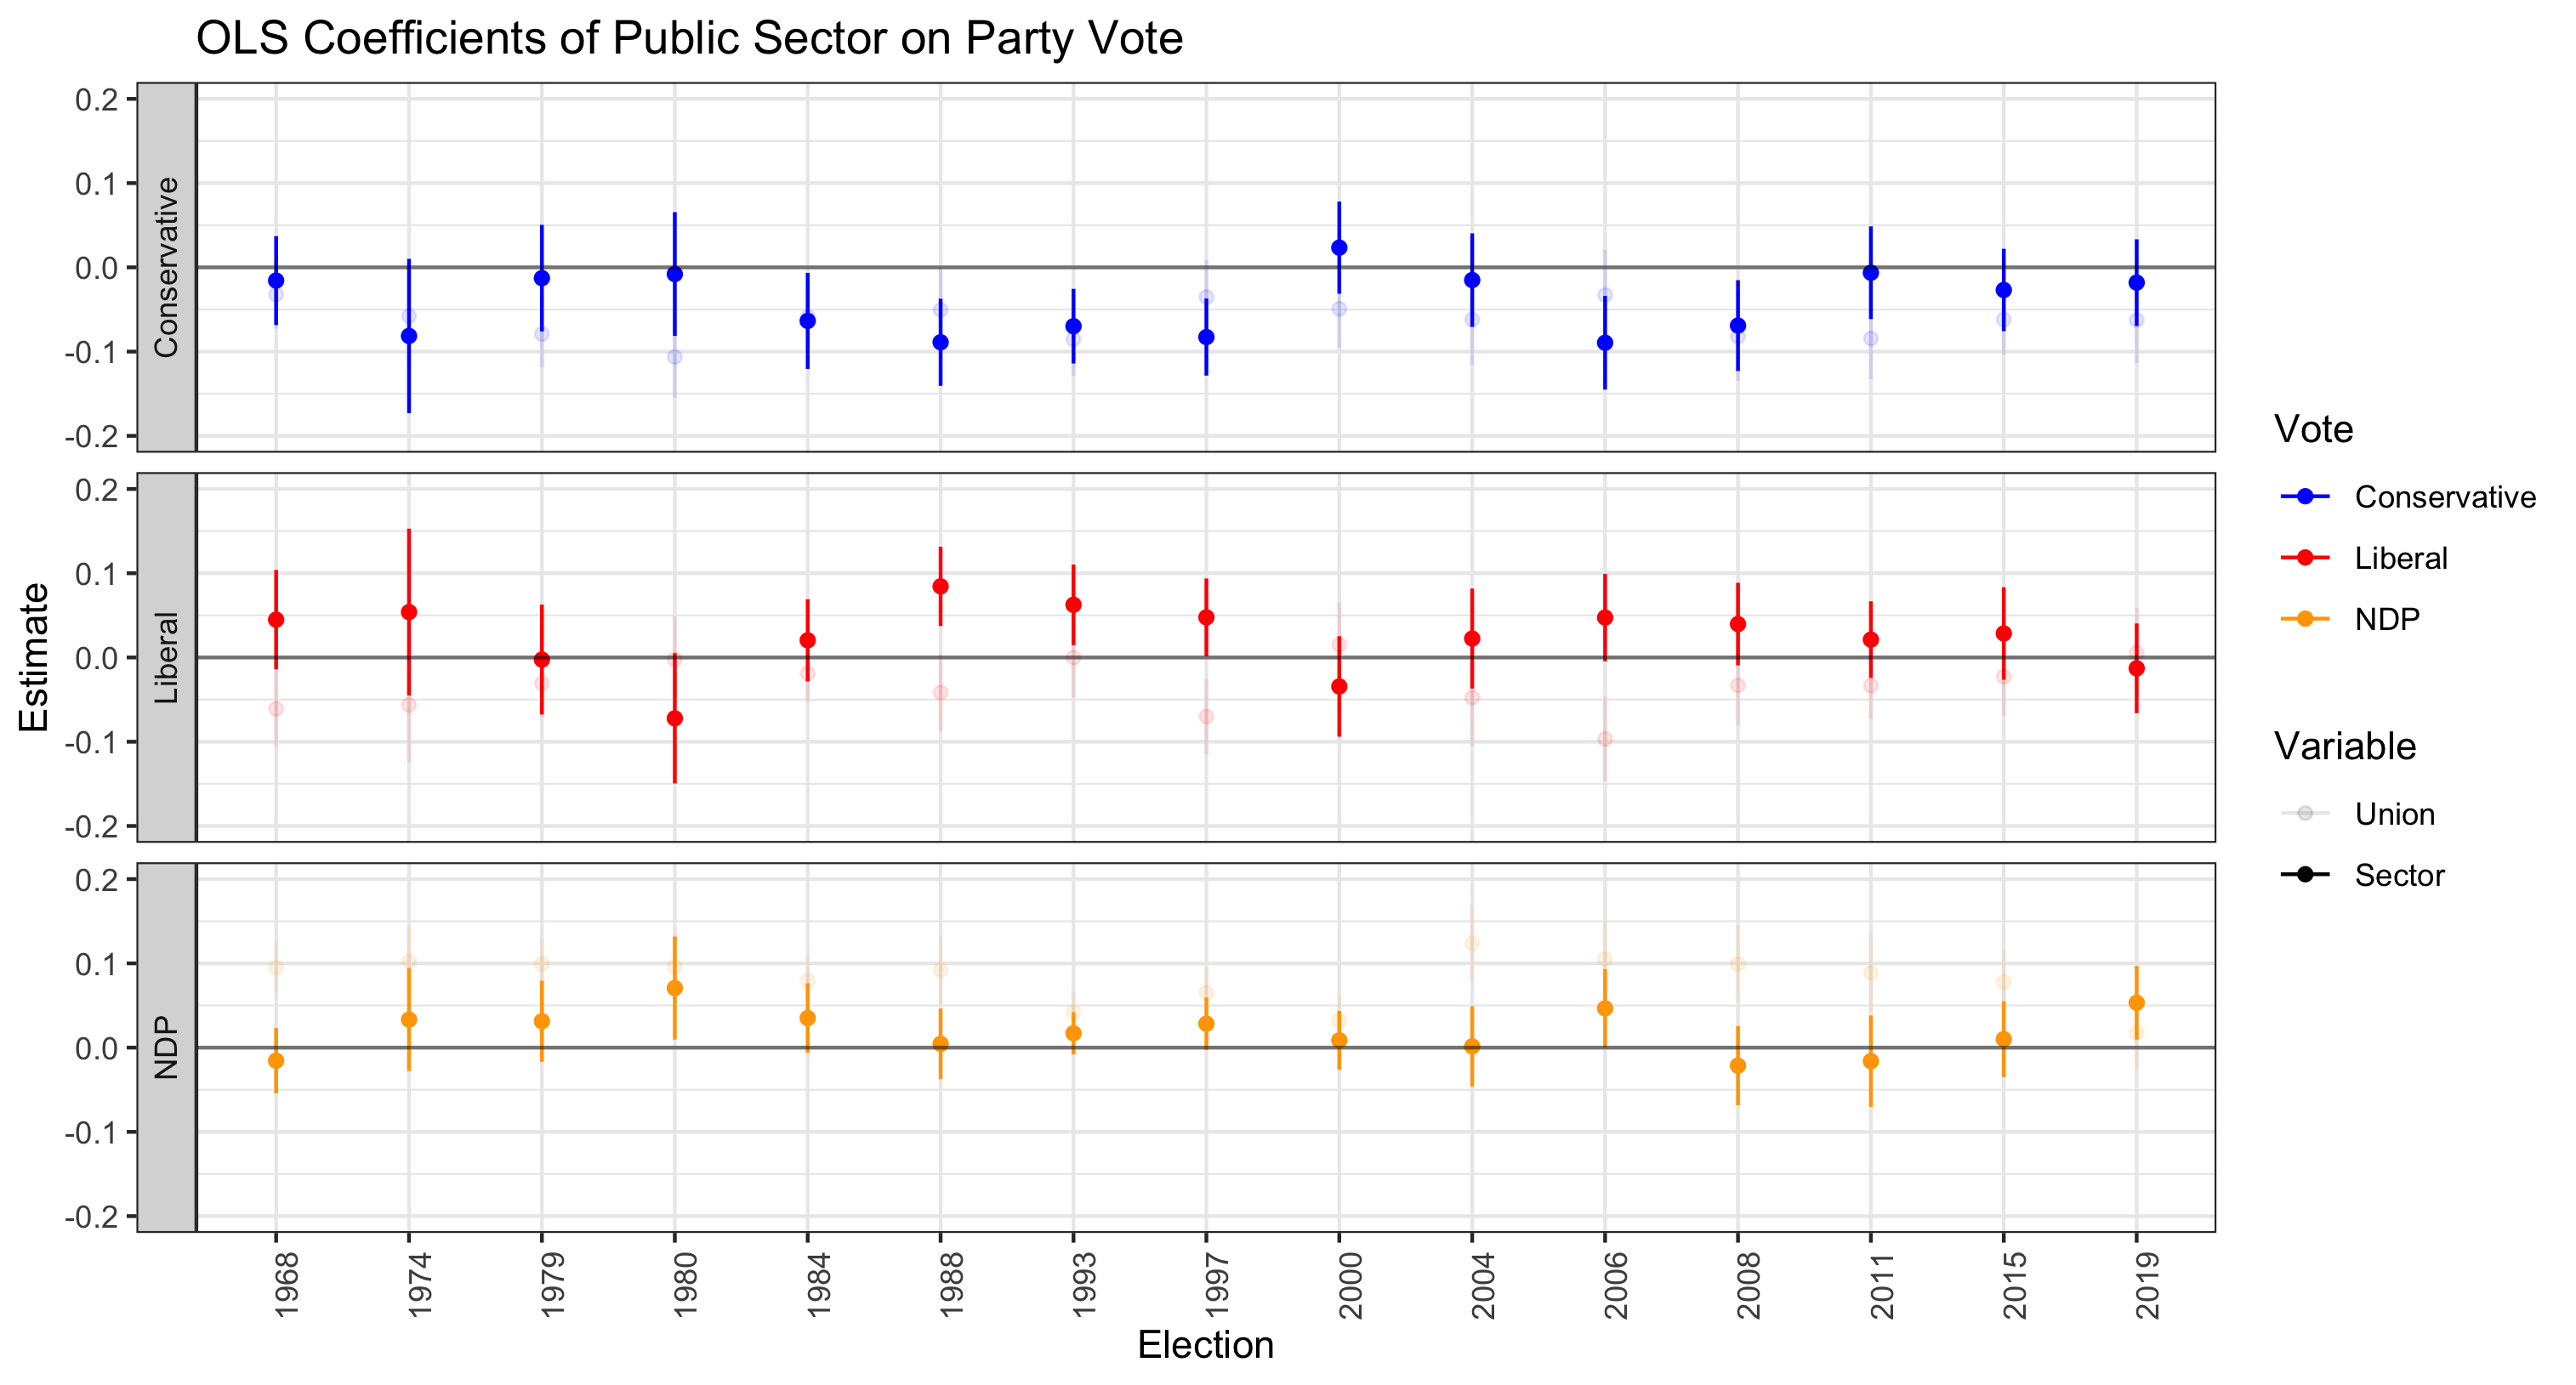 OLS Coefficients of Public Sector on Party Vote
Estimate
Conservative
0.2
0.1
0.0
-0.1
-0.2
Liberal
0.2
0.1
0.0
-0.1
-0.2
NDP
0.2
0.1
0.0
-0.1
-0.2
1968
1974
1979
1980
1984
1988
1993
1997
2000
2004
2006
2008
2011
2015
2019
Election
Vote
Conservative
Liberal
NDP
Variable
Union
Sector